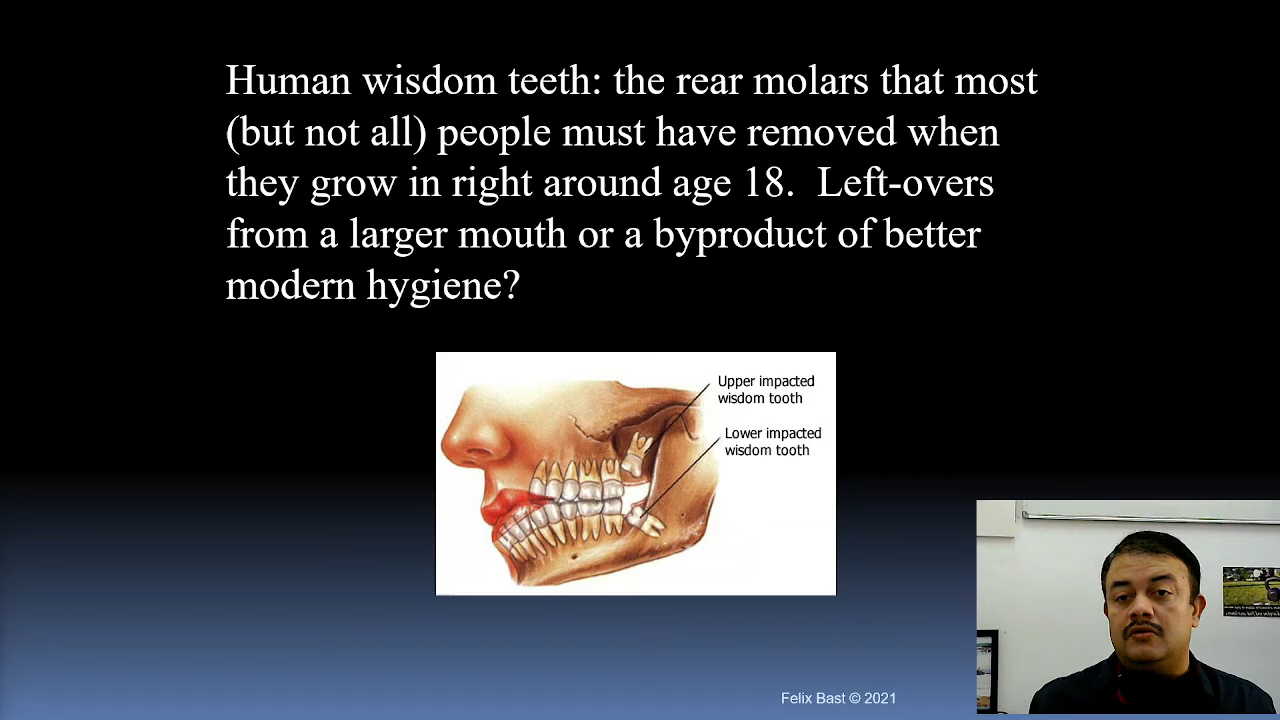 Human wisdom teeth: the rear molars that most
(but not all) people must have removed when
they grow in right around age 18.  Left-overs
from a larger mouth or a byproduct of better
modern hygiene?
Upper impacted
wisdom tooth
Lower impacted
wisdom tooth
Felix Bast © 2021